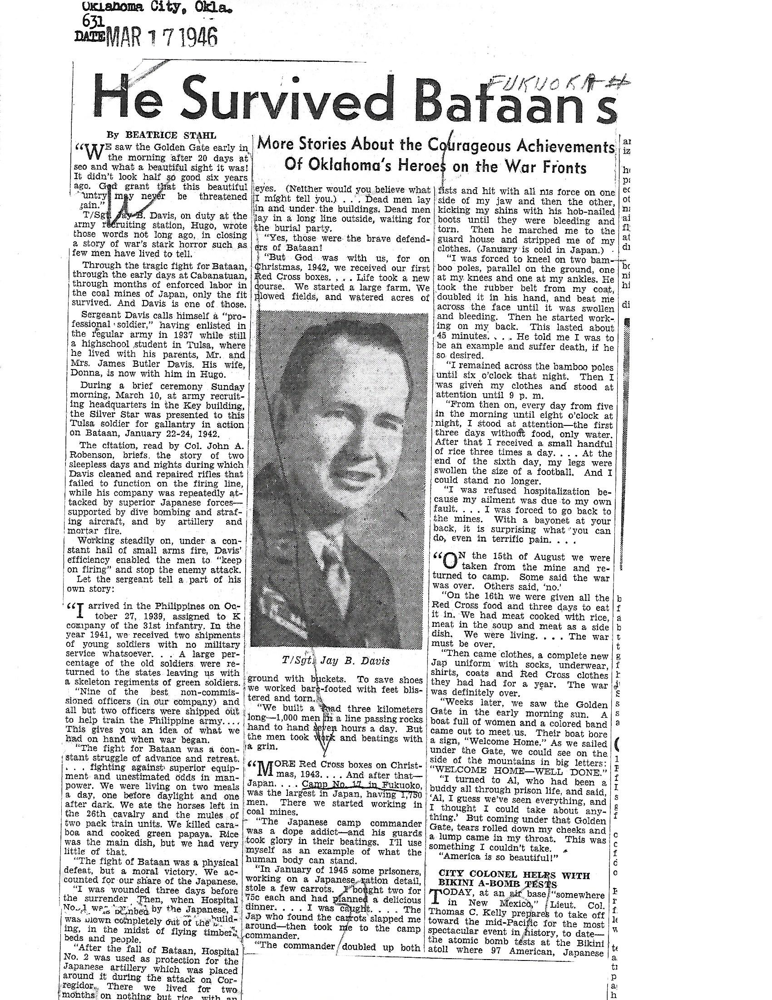 Oklahoma City, Okla.
631
DATE MAR 17 1946
FUKUOKA #
He Survived Bataan's
By BEATRICE STAHL
More Stories About the Courageous Achievements
Of Oklahoma's Heroes on the War Fronts
“WE saw the Golden Gate early in
the morning after 20 days at
seo and what a beautiful sight it was!
It didn't look half so good six years
ago. God grant that this beautiful
untry may never be threatened
gain.”
T/Sgt. Jay B. Davis, on duty at the
army recruiting station, Hugo, wrote
those words not long ago, in closing
a story of war's stark horror such as
few men have lived to tell.
Through the tragic fight for Bataan,
through the early days at Cabanatuan,
through months of enforced labor in
the coal mines of Japan, only the fit
survived. And Davis is one of those.
Sergeant Davis calls himself a “pro-
fessional soldier,” having enlisted in
the regular army in 1937 while still
a highschool student in Tulsa, where
he lived with his parents, Mr. and
Mrs. James Butler Davis. His wife,
Donna, is now with him in Hugo.
During a brief ceremony Sunday
morning, March 10, at army recruit-
ing headquarters in the Key building,
the Silver Star was presented to this
Tulsa soldier for gallantry in action
on Bataan, January 22-24, 1942.
The citation, read by Col. John A.
Robenson, briefs the story of two
sleepless days and nights during which
Davis cleaned and repaired rifles that
failed to function on the firing line,
while his company was repeatedly at-
tacked by superior Japanese forces—
supported by dive bombing and straf-
ing aircraft, and by artillery and
mortar fire.
Working steadily on, under a con-
stant hail of small arms fire, Davis'
efficiency enabled the men to “keep
on firing” and stop the enemy attack.
Let the sergeant tell a part of his
own story:
“I arrived in the Philippines on Oc-
tober 27, 1939, assigned to K
company of the 31st infantry. In the
year 1941, we received two shipments
of young soldiers with no military
service whatsoever. . . A large per-
centage of the old soldiers were re-
turned to the states leaving us with
a skeleton regiments of green soldiers.
“Nine of the best non-commis-
sioned officers (in our company) and
all but two officers were shipped out
to help train the Philippine army....
This gives you an idea of what we
had on hand when war began.
“The fight for Bataan was a con-
stant struggle of advance and retreat.
. . . fighting against superior equip-
ment and unestimated odds in man-
power. We were living on two meals
a day, one before daylight and one
after dark. We ate the horses left in
the 26th cavalry and the mules of
two pack train units. We killed cara-
boa and cooked green papaya. Rice
was the main dish, but we had very
little of that.
“The fight of Bataan was a physical
defeat, but a moral victory. We ac-
counted for our share of the Japanese.
“I was wounded three days before
the surrender Then, when Hospital
No. 1 was bombed by the Japanese, I
was blown completely out of the build-
ing, in the midst of flying timbers,
beds and people.
“After the fall of Bataan, Hospital
No. 2 was used as protection for the
Japanese artillery which was placed
around it during the attack on Cor-
regidor. There we lived for two
months on nothing but rice with an
eyes. (Neither would you believe what
I might tell you.) . . . Dead men lay
in and under the buildings. Dead men
lay in a long line outside, waiting for
the burial party.
“Yes, those were the brave defend-
ers of Bataan!
“But God was with us, for on
Christmas, 1942, we received our first
Red Cross boxes. . . . Life took a new
course. We started a large farm. We
plowed fields, and watered acres of
T/Sgt. Jay B. Davis
ground with buckets. To save shoes
we worked bare-footed with feet blis-
tered and torn.
“We built a road three kilometers
long—1,000 men in a line passing rocks
hand to hand seven hours a day. But
the men took work and beatings with
a grin.
“MORE Red Cross boxes on Christ-
mas, 1943. . . . And after that—
Japan. . . . Camp No. 17 in Fukuoko,
was the largest in Japan, having 1,750
men. There we started working in
coal mines.
“The Japanese camp commander
was a dope addict—and his guards
took glory in their beatings. I'll use
myself as an example of what the
human body can stand.
“In January of 1945 some prisoners,
working on a Japanese ration detail,
stole a few carrots. I bought two for
75c each and had planned a delicious
dinner. . . . I was caught. . . . The
Jap who found the carrots slapped me
around—then took me to the camp
commander.
“The commander doubled up both
fists and hit with all his force on one
side of my jaw and then the other,
kicking my shins with his hob-nailed
boots until they were bleeding and
torn. Then he marched me to the
guard house and stripped me of my
clothes. (January is cold in Japan.)
“I was forced to kneel on two bam-
boo poles, parallel on the ground, one
at my knees and one at my ankles. He
took the rubber belt from my coat,
doubled it in his hand, and beat me
across the face until it was swollen
and bleeding. Then he started work-
ing on my back. This lasted about
45 minutes. . . . He told me I was to
be an example and suffer death, if he
so desired.
“I remained across the bamboo poles
until six o'clock that night. Then I
was given my clothes and stood at
attention until 9 p. m.
“From then on, every day from five
in the morning until eight o'clock at
night, I stood at attention—the first
three days without food, only water.
After that I received a small handful
of rice three times a day. . . . At the
end of the sixth day, my legs were
swollen the size of a football. And I
could stand no longer.
“I was refused hospitalization be-
cause my ailment was due to my own
fault. . . . I was forced to go back to
the mines. With a bayonet at your
back, it is surprising what you can
do, even in terrific pain. . . .
“ON the 15th of August we were
taken from the mine and re-
turned to camp. Some said the war
was over. Others said, ‘no.’
“On the 16th we were given all the
Red Cross food and three days to eat
it in. We had meat cooked with rice,
meat in the soup and meat as a side
dish. We were living. . . . The war
must be over.
“Then came clothes, a complete new
Jap uniform with socks, underwear,
shirts, coats and Red Cross clothes
they had had for a year. The war
was definitely over.
“Weeks later, we saw the Golden
Gate in the early morning sun. A
boat full of women and a colored band
came out to meet us. Their boat bore
a sign, “Welcome Home.” As we sailed
under the Gate, we could see on the
side of the mountains in big letters:
“WELCOME HOME—WELL DONE.”
“I turned to Al, who had been a
buddy all through prison life, and said,
‘Al, I guess we've seen everything, and
I thought I could take about any-
thing.’ But coming under that Golden
Gate, tears rolled down my cheeks and
a lump came in my throat. This was
something I couldn't take.
“America is so beautiful!”
CITY COLONEL HELPS WITH
BIKINI A-BOMB TESTS
TODAY, at an air base “somewhere
in New Mexico,” Lieut. Col.
Thomas C. Kelly prepares to take off
toward the mid-Pacific for the most
spectacular event in history, to date—
the atomic bomb tests at the Bikini
atoll where 97 American, Japanese